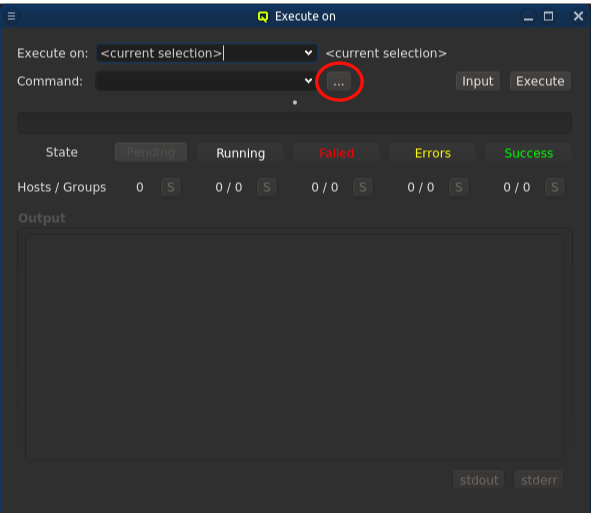 Execute on
Execute on: <current selection> <current selection>
Command: ... Input Execute
State Pending Running Failed Errors Success
Hosts / Groups 0 S 0 / 0 S 0 / 0 S 0 / 0 S 0 / 0 S
Output
stdout stderr